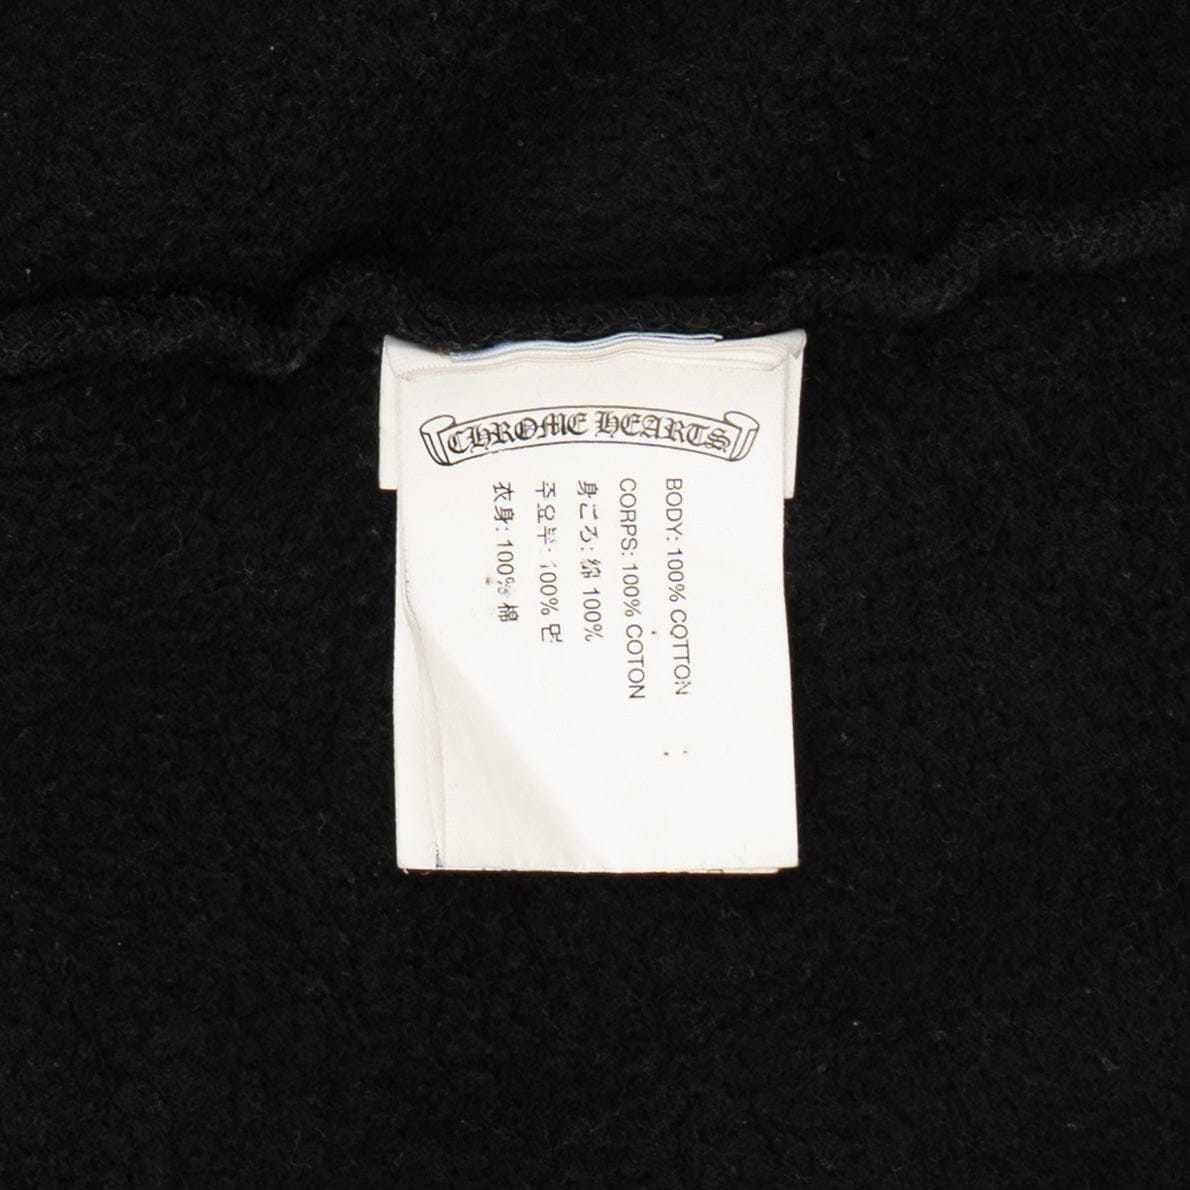 CHROME HEARTS
BODY: 100% COTTON
CORPS: 100% COTON
身ごろ: 綿 100%
주요부: 100% 면
衣身: 100% 棉